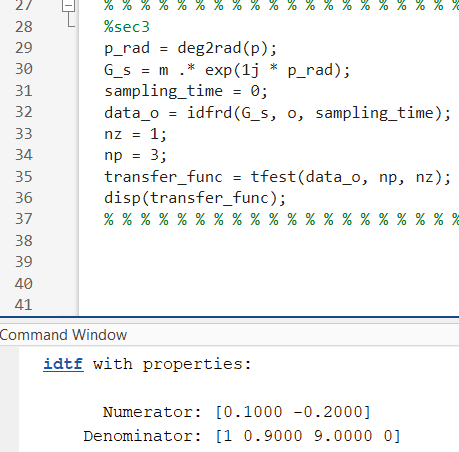 27 % % % % % % % % % % % % % % % % % % % %
28 %sec3
29 p_rad = deg2rad(p);
30 G_s = m .* exp(1j * p_rad);
31 sampling_time = 0;
32 data_o = idfrd(G_s, o, sampling_time);
33 nz = 1;
34 np = 3;
35 transfer_func = tfest(data_o, np, nz);
36 disp(transfer_func);
37 % % % % % % % % % % % % % % % % % % % %
38
39
40
41
Command Window
idtf with properties:
Numerator: [0.1000 -0.2000]
Denominator: [1 0.9000 9.0000 0]